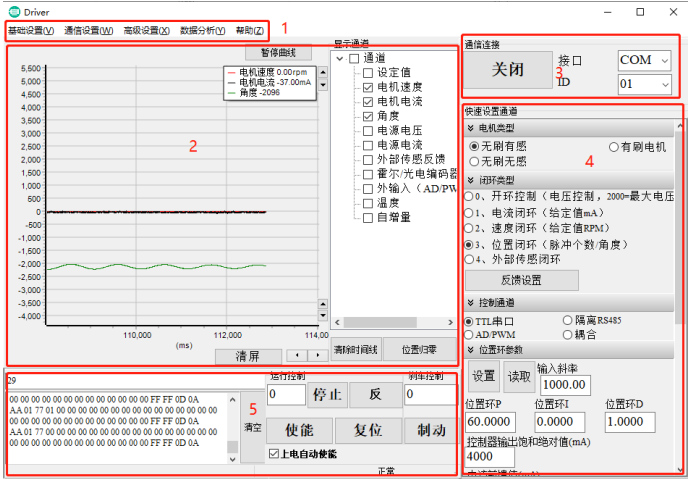 Driver
基础设置(V) 通信设置(W) 高级设置(X) 数据分析(Y) 帮助(Z) 1
暂停曲线
5,500
5,000
4,500
4,000
3,500
3,000
2,500
2,000
1,500
1,000
500
0
-500
-1,000
-1,500
-2,000
-2,500
-3,000
-3,500
-4,000
电机速度 0.00rpm
电机电流 -37.00mA
角度 -2096
2
110,000 112,000 114,00
(ms)
清屏
显示通道
通道
设定值
电机速度
电机电流
角度
电源电压
电源电流
外部传感反馈
霍尔/光电编码器
外输入（AD/PW
温度
自增量
清除时间线 位置归零
通信连接
关闭 接口 COM
3
ID 01
快速设置通道
电机类型
无刷有感 有刷电机
无刷无感 4
闭环类型
0、开环控制（电压控制，2000=最大电压
1、电流闭环（给定值mA）
2、速度闭环（给定值RPM）
3、位置闭环（脉冲个数/角度）
4、外部传感闭环
反馈设置
控制通道
TTL串口 隔离RS485
AD/PWM 耦合
位置环参数
设置 读取 输入斜率
1000.00
位置环P 位置环I 位置环D
60.0000 0.0000 1.0000
控制器输出饱和绝对值(mA)
4000
29
00 00 00 00 00 00 00 00 00 00 00 FF FF 0D 0A
AA 01 77 01 00 00 00 00 00 00 00 00 00 00 00 00 00
00 00 00 00 00 00 00 00 00 00 00 FF FF 0D 0A
AA 01 77 00 00 00 00 00 00 00 00 00 00 00 00 00 00
00 00 00 00 00 00 00 00 00 00 00 FF FF 0D 0A
5
清空
运行控制 刹车控制
0 停止 反 0
使能 复位 制动
上电自动使能
正常